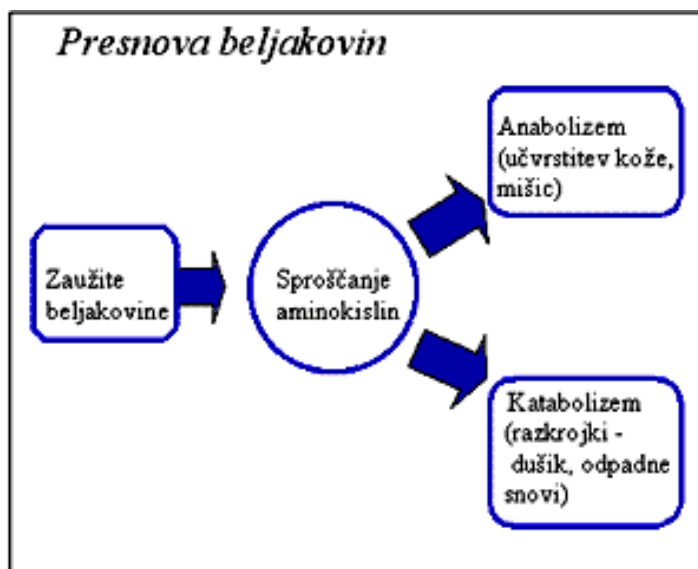 Presnova beljakovin
Zaužite
beljakovine
Sproščanje
aminokislin
Anabolizem
(učvrstitev kože,
mišic)
Katabolizem
(razkrojki -
dušik, odpadne
snovi)